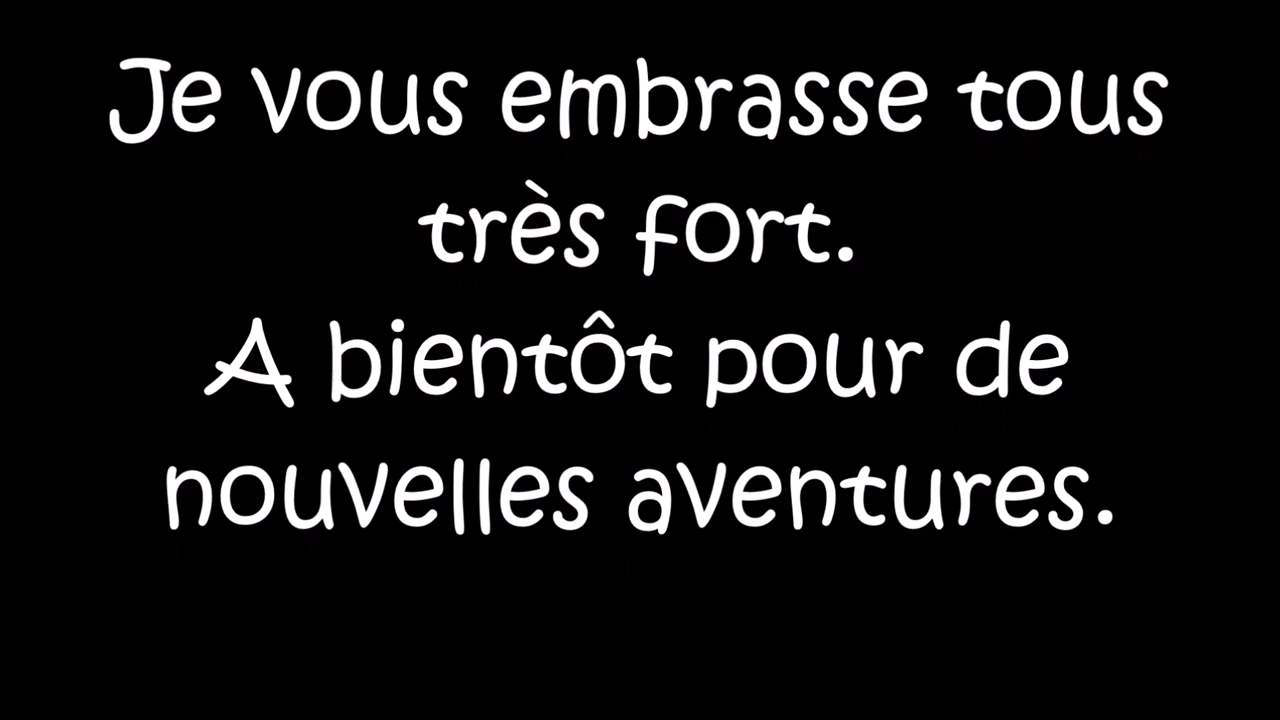 Je vous embrasse tous
très fort.
A bientôt pour de
nouvelles aventures.